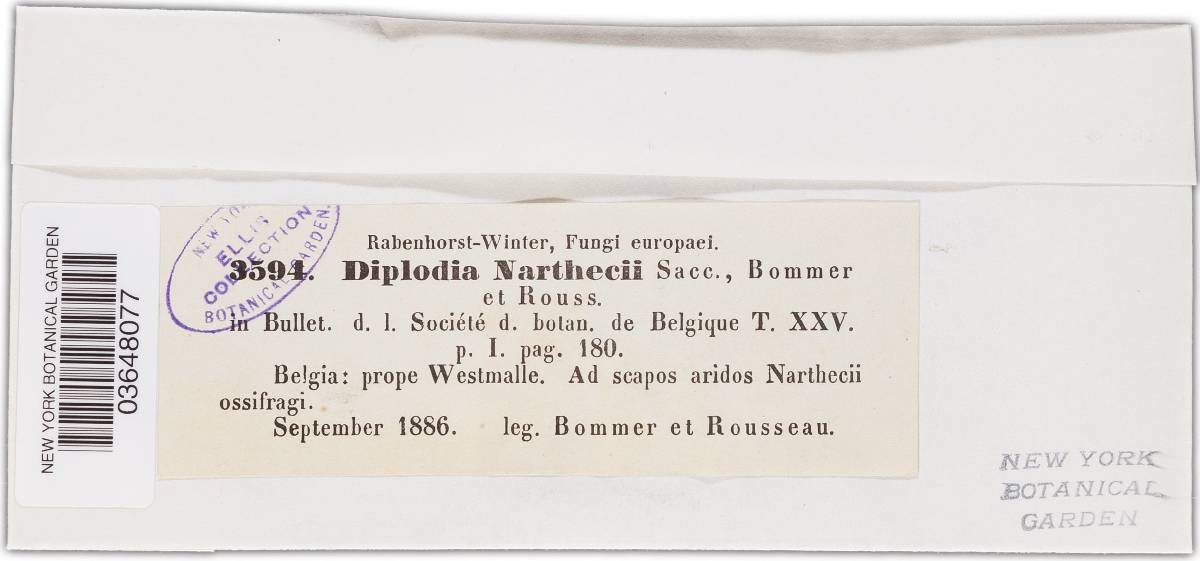 NEW YORK BOTANICAL GARDEN
03648077
NEW YO
ELLIS
COLLECTION
BOTANICAL GARDEN.
Rabenhorst-Winter, Fungi europaei.
3594. Diplodia Narthecii Sacc., Bommer
et Rouss.
in Bullet. d. l. Société d. botan. de Belgique T. XXV.
p. I. pag. 180.
Belgia: prope Westmalle. Ad scapos aridos Narthecii
ossifragi.
September 1886. leg. Bommer et Rousseau.
NEW YORK
BOTANICAL
GARDEN